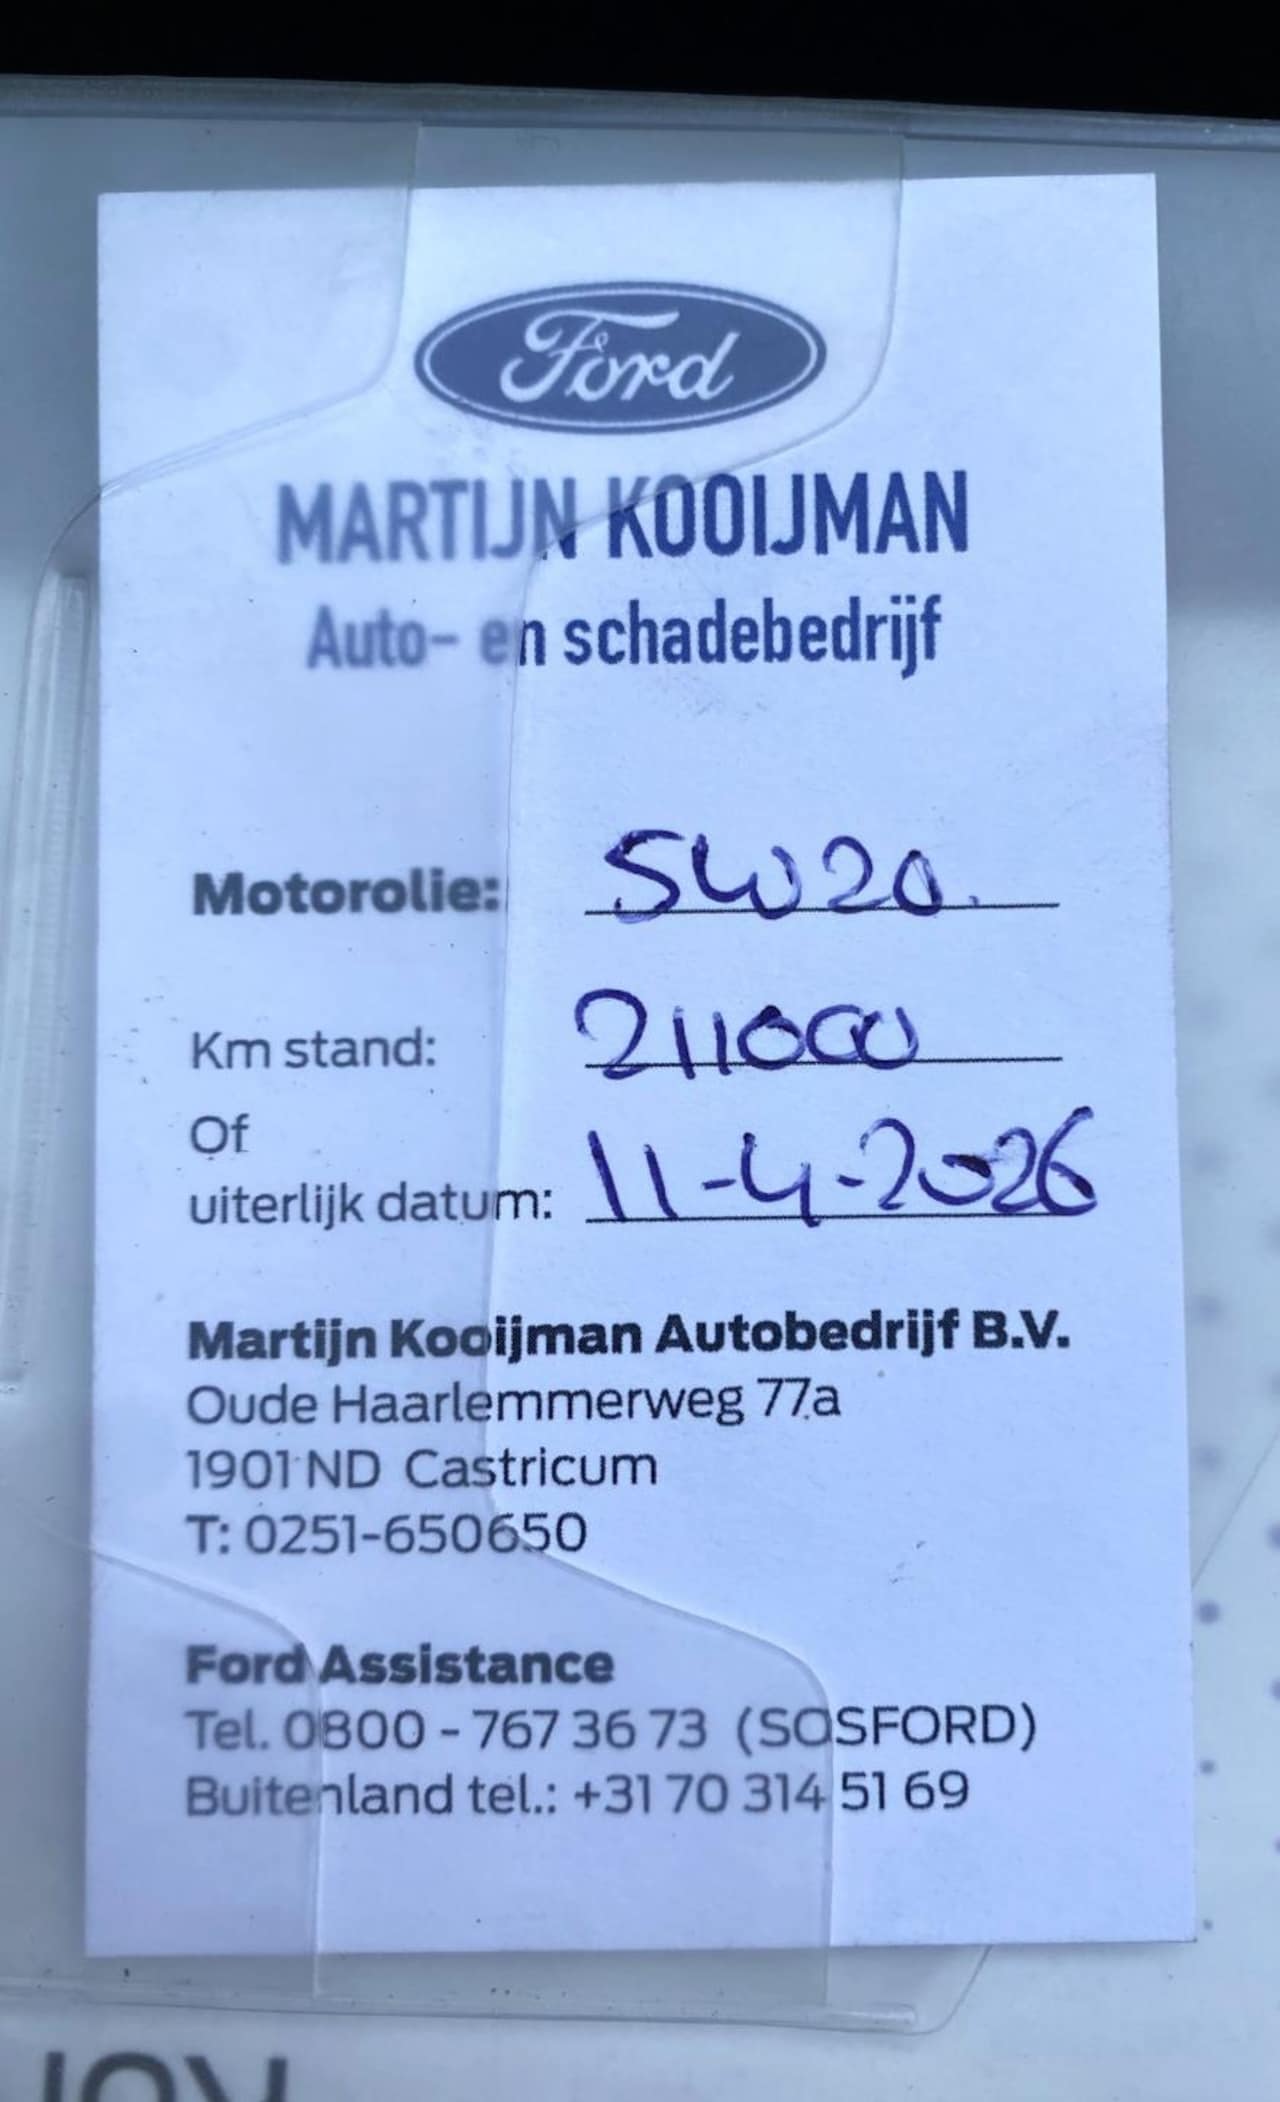 Ford
MARTIJN KOOIJMAN
Auto- en schadebedrijf
Motorolie: 5W20.
Km stand: 211000
Of
uiterlijk datum: 11-4-2026
Martijn Kooijman Autobedrijf B.V.
Oude Haarlemmerweg 77a
1901 ND Castricum
T: 0251-650650
Ford Assistance
Tel. 0800 - 767 36 73 (SOSFORD)
Buitenland tel.: +31 70 314 51 69